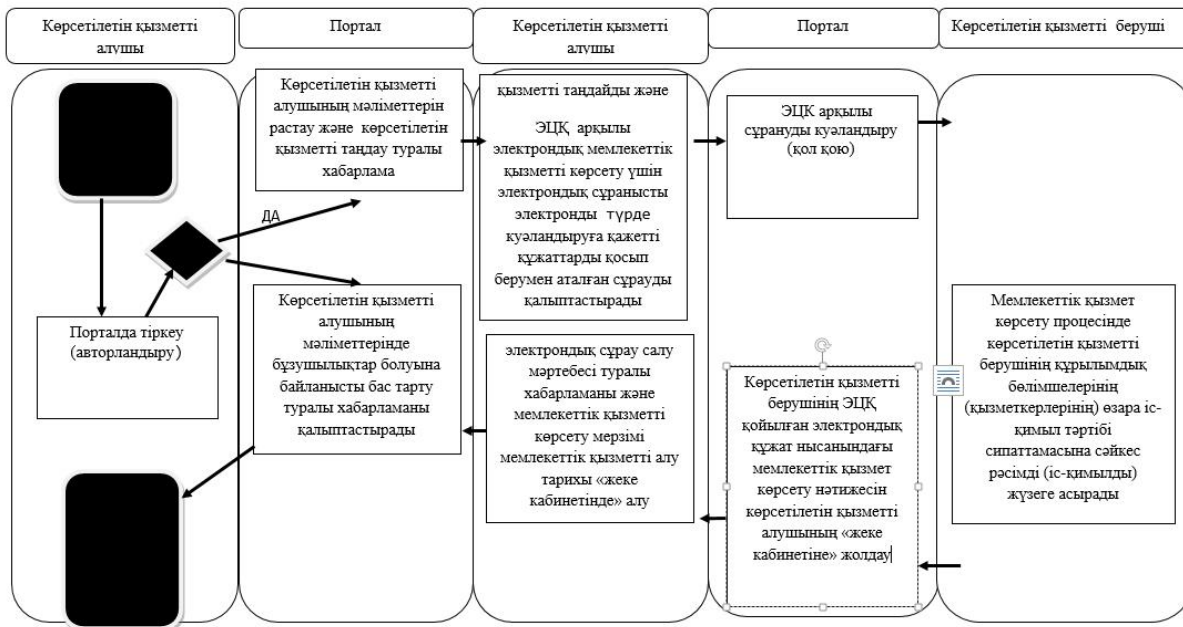 Көрсетілетін қызметті
алушы
Портал
Көрсетілетін қызметті
алушы
Портал
Көрсетілетін қызметті беруші
Көрсетілетін қызметті
алушының мәліметтерін
растау және көрсетілетін
қызметті таңдау туралы
хабарлама
ДА
Порталда тіркеу
(авторландыру)
Көрсетілетін қызметті
алушының
мәліметтерінде
бұзушылықтар болуына
байланысты бас тарту
туралы хабарламаны
қалыптастырады
қызметті таңдайды және
ЭЦҚ арқылы
электрондық мемлекеттік
қызметті көрсету үшін
электрондық сұранысты
электронды түрде
куәландыруға қажетті
құжаттарды қосып
берумен аталған сұрауды
қалыптастырады
электрондық сұрау салу
мәртебесі туралы
хабарламаны және
мемлекеттік қызметті
көрсету мерзімі
мемлекеттік қызметті алу
тарихы «жеке
кабинетінде» алу
ЭЦК арқылы
сұрануды куәландыру
(қол қою)
Көрсетілетін қызметті
берушінің ЭЦҚ
қойылған электрондық
құжат нысанындағы
мемлекеттік қызмет
көрсету нәтижесін
көрсетілетін қызметті
алушының «жеке
кабинетіне» жолдау
Мемлекеттік қызмет
көрсету процесінде
көрсетілетін қызметті
берушінің құрылымдық
бөлімшелерінің
(қызметкерлерінің) өзара іс-
қимыл тәртібі
сипаттамасына сәйкес
рәсімді (іс-қимылды)
жүзеге асырады